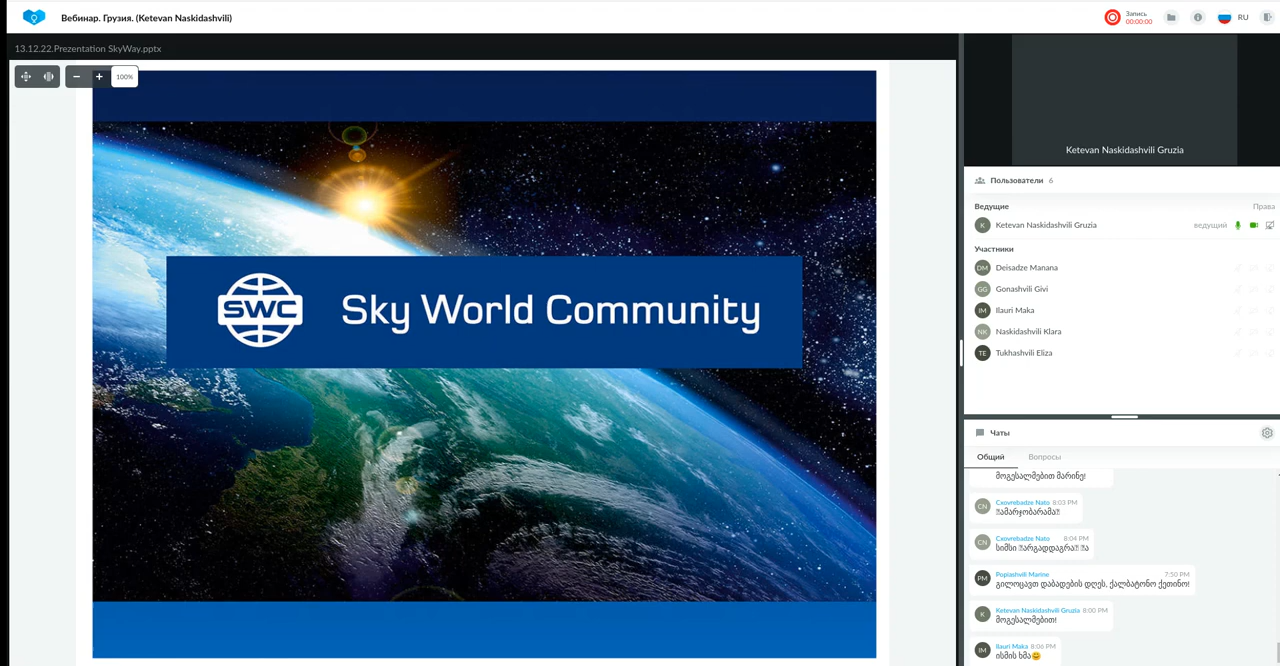 Вебинар. Грузия. (Ketevan Naskidashvili)
Запись
00:00:00
RU
13.12.22.Prezentation SkyWay.pptx
100%
SWC
Sky World Community
Ketevan Naskidashvili Gruzia
Пользователи 6
Ведущие Права
K Ketevan Naskidashvili Gruzia ведущий
Участники
DM Deisadze Manana
GG Gonashvili Givi
IM Ilauri Maka
NK Naskidashvili Klara
TE Tukhashvili Eliza
Чаты
Общий Вопросы
მოგესალმებით მარინე!
CN Cxovrebadze Nato 8:03 PM
CN Cxovrebadze Nato 8:04 PM
PM Popiashvili Marine 7:50 PM
გილოცავთ დაბადების დღეს, ქალბატონო ქეთინო!
K Ketevan Naskidashvili Gruzia 8:00 PM
მოგესალმებით!
IM Ilauri Maka 8:06 PM
ისმის ხმა😊